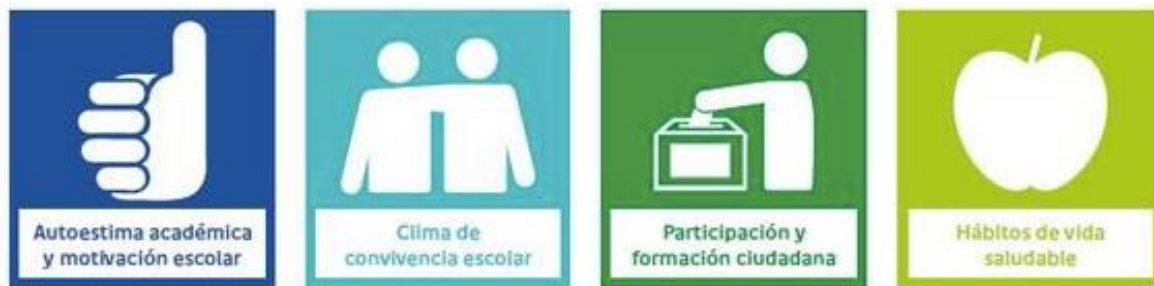 Autoestima académica
y motivación escolar
Clima de
convivencia escolar
Participación y
formación ciudadana
Hábitos de vida
saludable